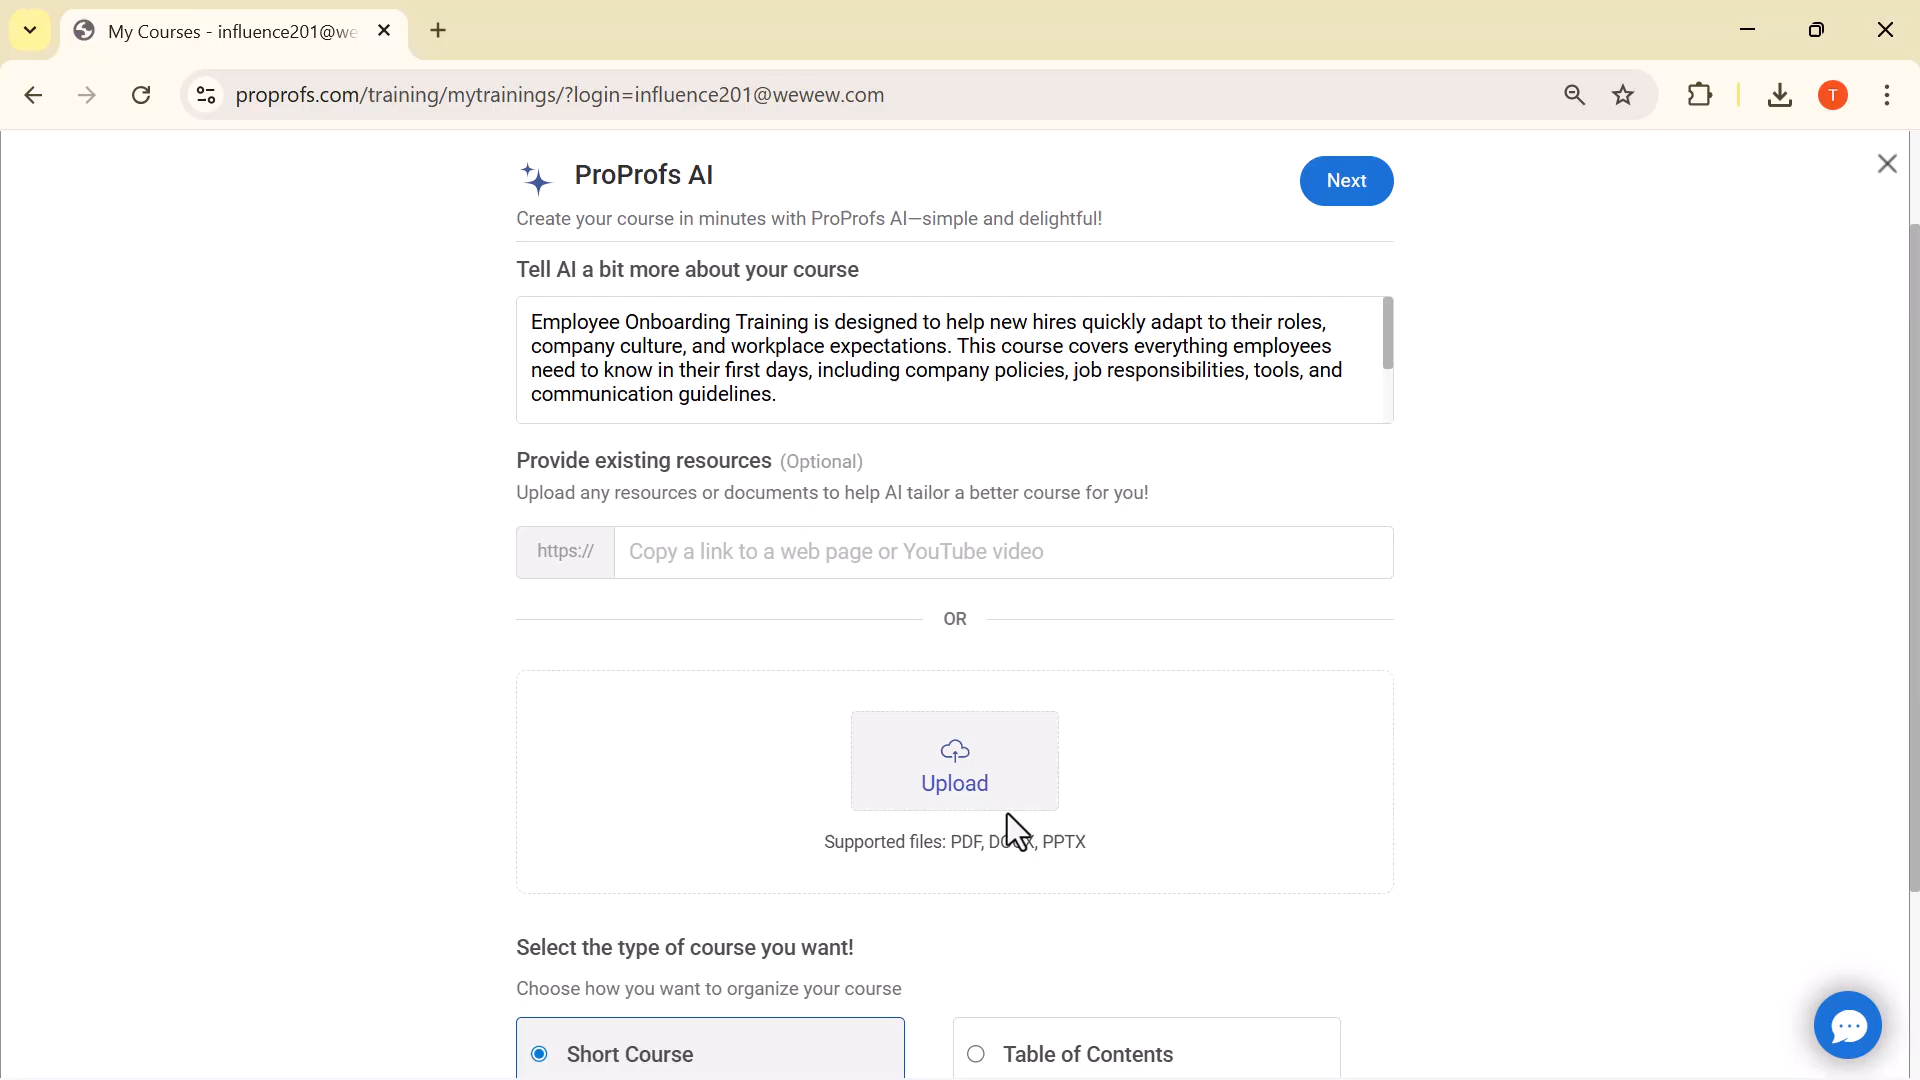 My Courses - influence201@we
proprofs.com/training/mytrainings/?login=influence201@wewew.com
T
ProProfs AI
Next
Create your course in minutes with ProProfs AI—simple and delightful!
Tell AI a bit more about your course
Employee Onboarding Training is designed to help new hires quickly adapt to their roles,
company culture, and workplace expectations. This course covers everything employees
need to know in their first days, including company policies, job responsibilities, tools, and
communication guidelines.
Provide existing resources (Optional)
Upload any resources or documents to help AI tailor a better course for you!
https:// Copy a link to a web page or YouTube video
OR
Upload
Supported files: PDF, DOCX, PPTX
Select the type of course you want!
Choose how you want to organize your course
Short Course
Table of Contents